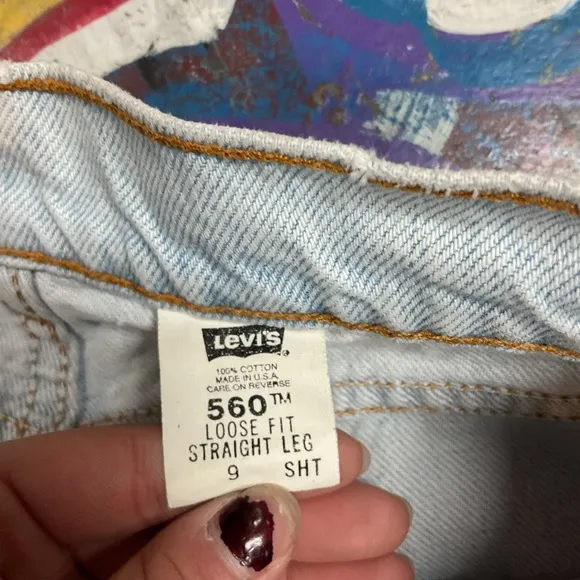 LEVI'S ®
100% COTTON
MADE IN U.S.A.
CARE ON REVERSE
560™
LOOSE FIT
STRAIGHT LEG
9 SHT